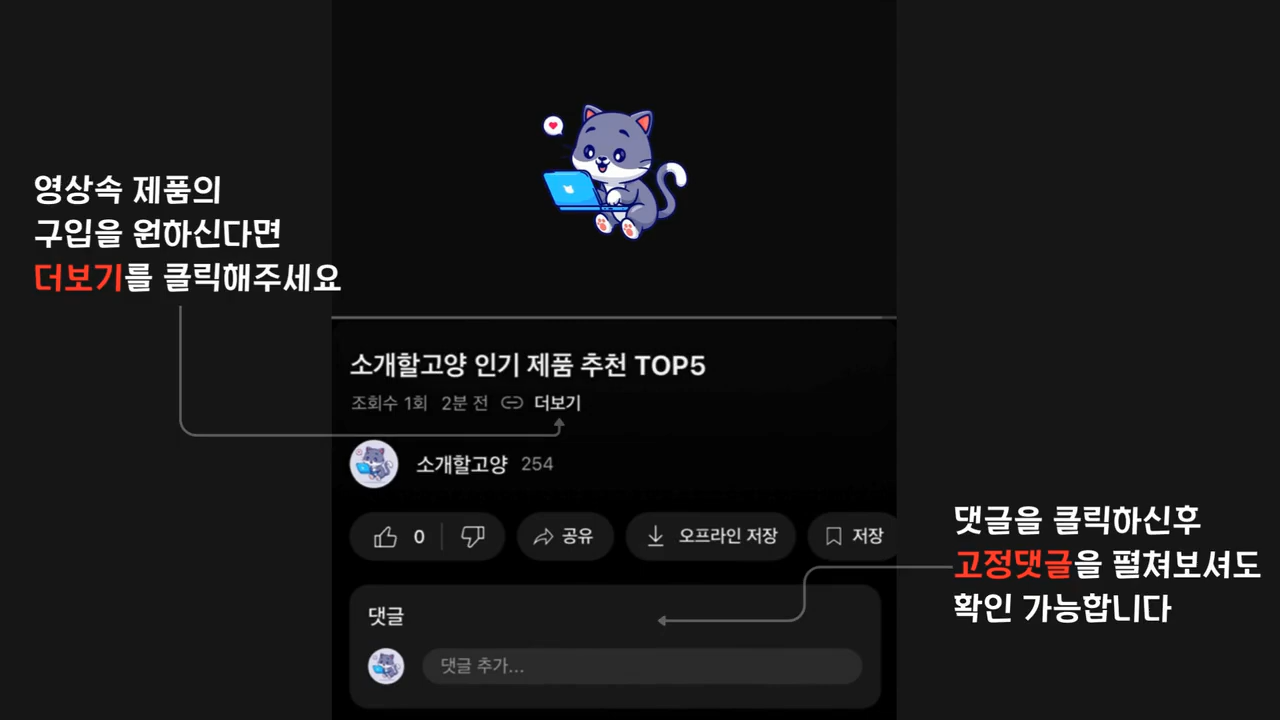 영상속 제품의
구입을 원하신다면
더보기를 클릭해주세요
소개할고양 인기 제품 추천 TOP5
조회수 1회 2분 전 더보기
소개할고양 254
0 공유 오프라인 저장 저장
댓글을 클릭하신후
고정댓글을 펼쳐보셔도
확인 가능합니다
댓글
댓글 추가...